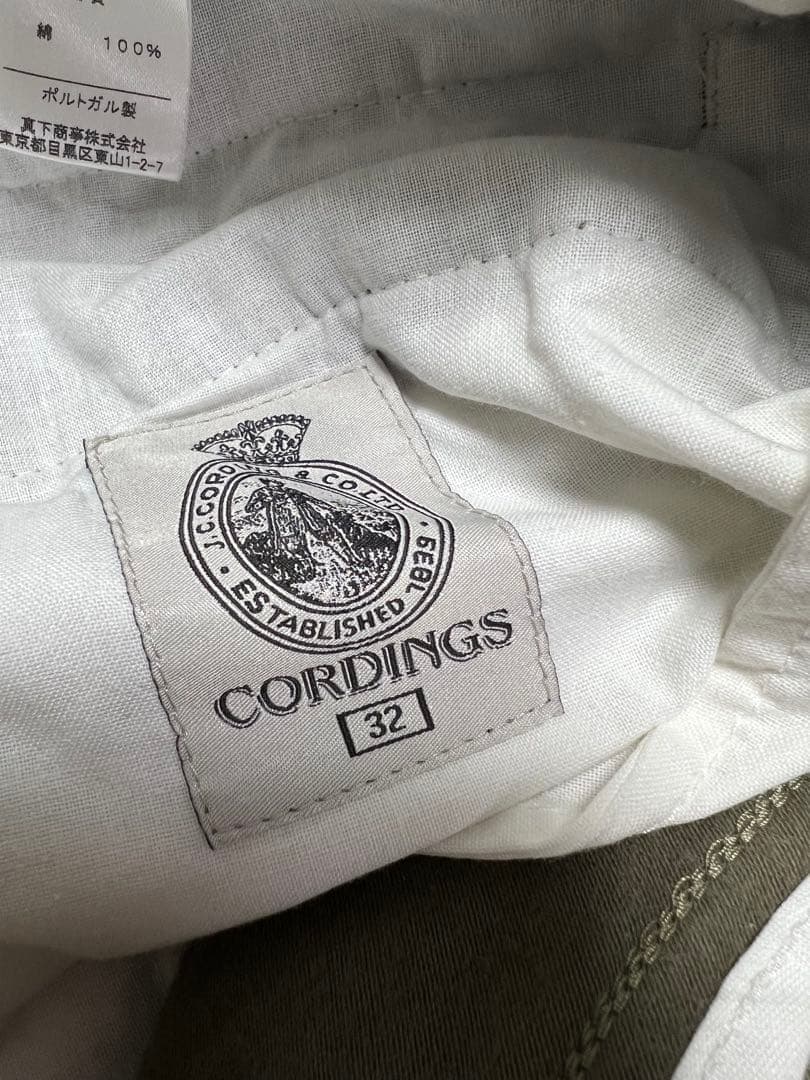 綿 100%
ポルトガル製
真下商事株式会社
東京都目黒区東山1-2-7
J.C.CORDING & CO.LTD
· ESTABLISHED 1839 ·
CORDINGS
32